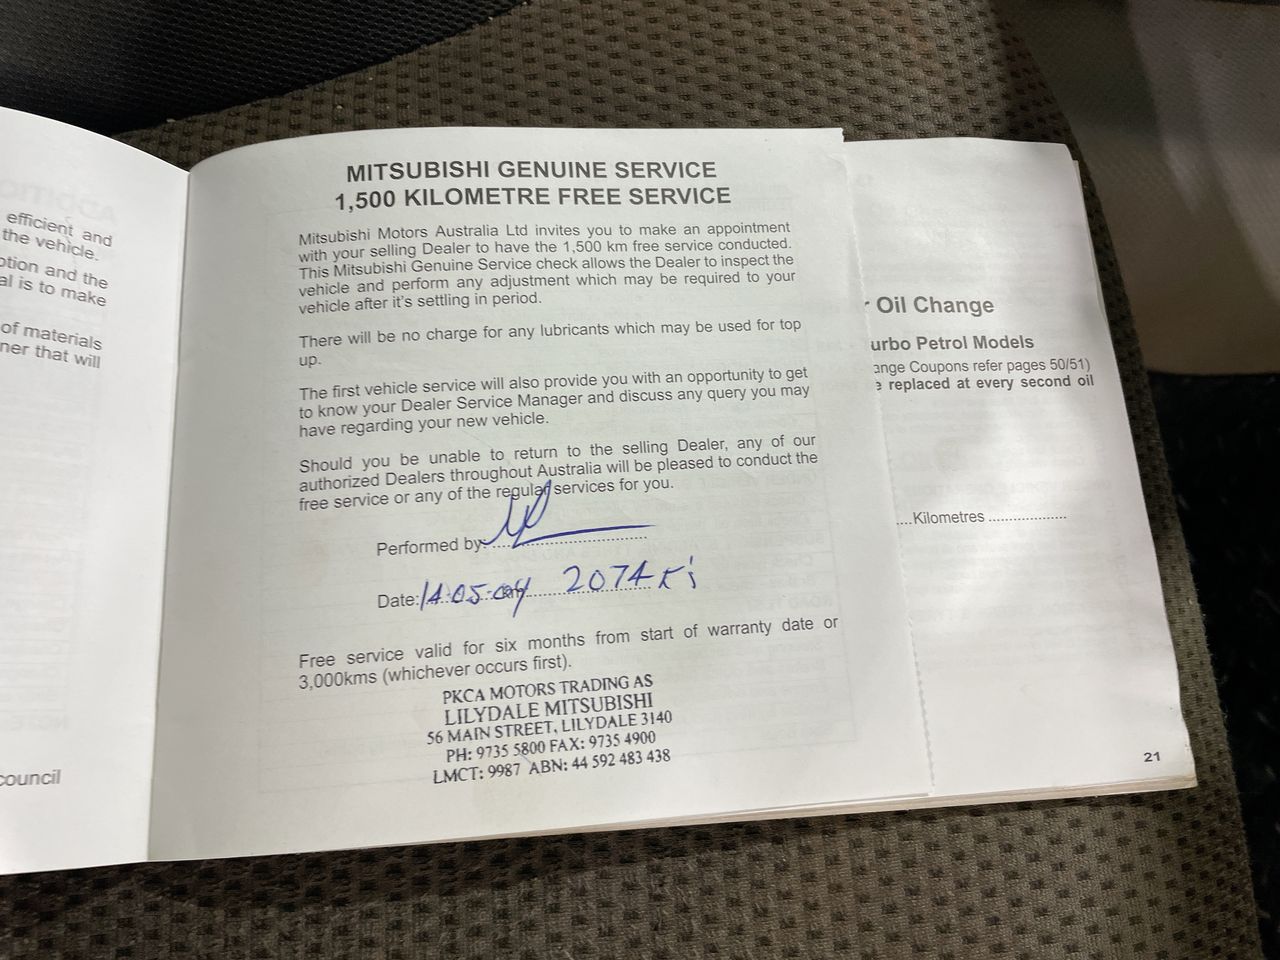 efficient and
the vehicle.
ption and the
al is to make
of materials
ner that will
council
MITSUBISHI GENUINE SERVICE
1,500 KILOMETRE FREE SERVICE
Mitsubishi Motors Australia Ltd invites you to make an appointment
with your selling Dealer to have the 1,500 km free service conducted.
This Mitsubishi Genuine Service check allows the Dealer to inspect the
vehicle and perform any adjustment which may be required to your
vehicle after it's settling in period.
There will be no charge for any lubricants which may be used for top
up.
The first vehicle service will also provide you with an opportunity to get
to know your Dealer Service Manager and discuss any query you may
have regarding your new vehicle.
Should you be unable to return to the selling Dealer, any of our
authorized Dealers throughout Australia will be pleased to conduct the
free service or any of the regular services for you.
Performed by:
Date: 14.05.04 2074 K
Free service valid for six months from start of warranty date or
3,000kms (whichever occurs first).
PKCA MOTORS TRADING AS
LILYDALE MITSUBISHI
56 MAIN STREET, LILYDALE 3140
PH: 9735 5800 FAX: 9735 4900
LMCT: 9987 ABN: 44 592 483 438
r Oil Change
urbo Petrol Models
ange Coupons refer pages 50/51)
e replaced at every second oil
....Kilometres ...................
21